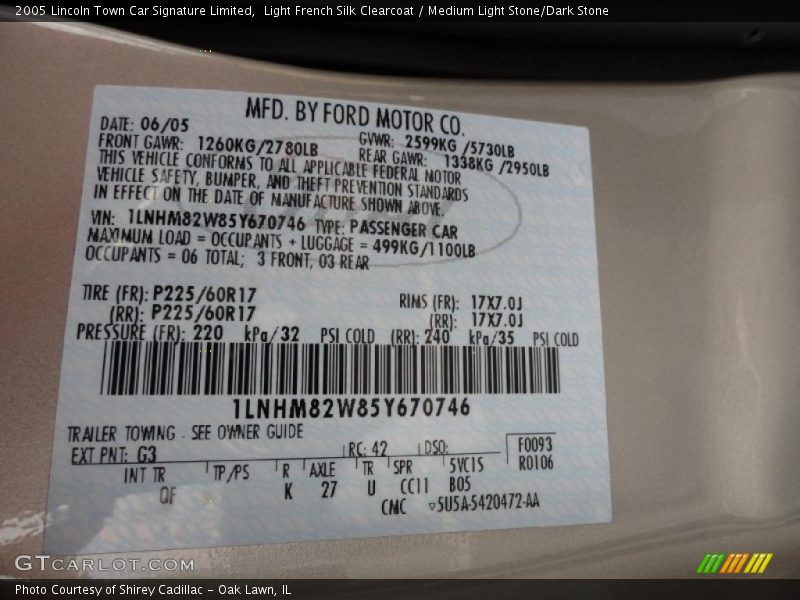 2005 Lincoln Town Car Signature Limited,  Light French Silk Clearcoat / Medium Light Stone/Dark Stone
MFD. BY FORD MOTOR CO.
DATE: 06/05 GVWR: 2599KG /5730LB
FRONT GAWR: 1260KG/2780LB REAR GAWR: 1338KG /2950LB
THIS VEHICLE CONFORMS TO ALL APPLICABLE FEDERAL MOTOR
VEHICLE SAFETY, BUMPER, AND THEFT PREVENTION STANDARDS
IN EFFECT ON THE DATE OF MANUFACTURE SHOWN ABOVE.
VIN: 1LNHM82W85Y670746 TYPE: PASSENGER CAR
MAXIMUM LOAD = OCCUPANTS + LUGGAGE = 499KG/1100LB
OCCUPANTS = 06 TOTAL; 3 FRONT, 03 REAR
TIRE (FR): P225/60R17 RIMS (FR): 17X7.0J
(RR): P225/60R17 (RR): 17X7.0J
PRESSURE (FR): 220 kPa/32 PSI COLD (RR): 240 kPa/35 PSI COLD
1LNHM82W85Y670746
TRAILER TOWING - SEE OWNER GUIDE
EXT PNT: G3 RC: 42 DSO: F0093
INT TR TP/PS R AXLE TR SPR 5YC15 R0106
QF K 27 U CC11 B05
CMC ▽5U5A-5420472-AA
GTCARLOT.COM
Photo Courtesy of Shirey Cadillac - Oak Lawn, IL